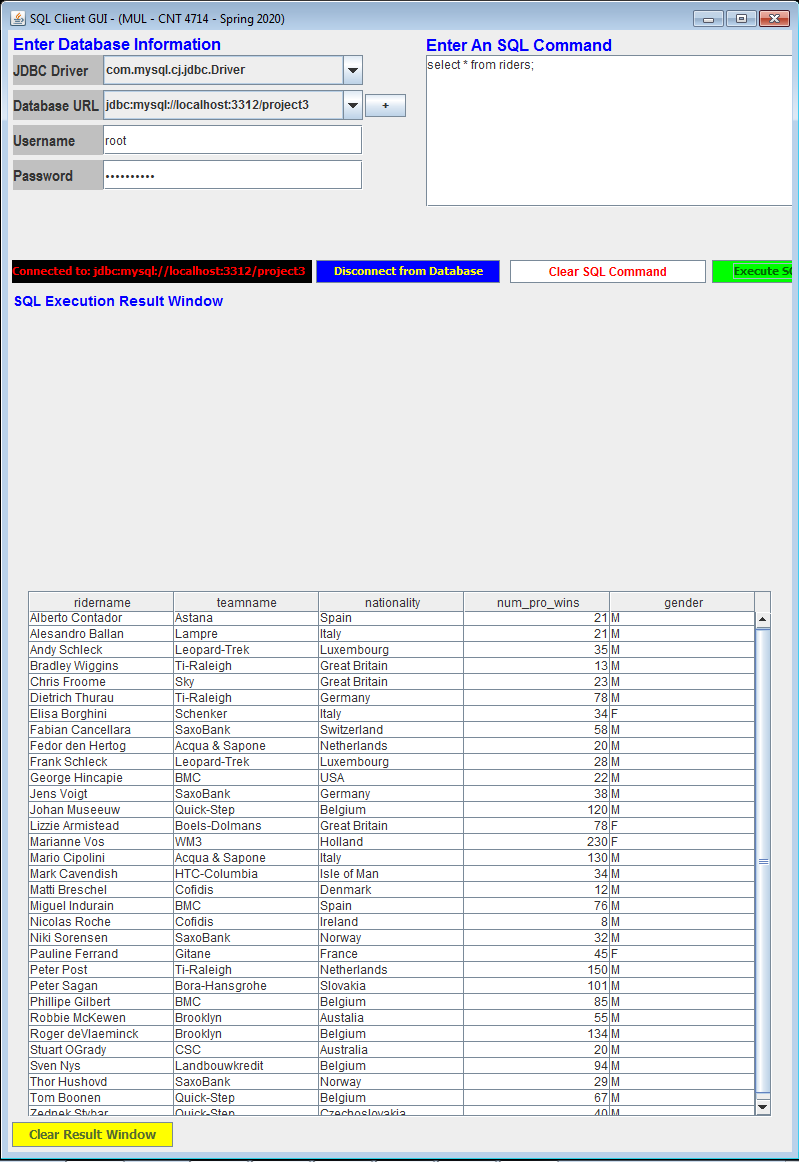 SQL Client GUI - (MUL - CNT 4714 - Spring 2020)
Enter Database Information
Enter An SQL Command
JDBC Driver com.mysql.cj.jdbc.Driver
select * from riders;
Database URL jdbc:mysql://localhost:3312/project3 +
Username root
Password ••••••••••
Connected to: jdbc:mysql://localhost:3312/project3 Disconnect from Database Clear SQL Command Execute SQ
SQL Execution Result Window
ridername teamname nationality num_pro_wins gender
Alberto Contador Astana Spain 21 M
Alesandro Ballan Lampre Italy 21 M
Andy Schleck Leopard-Trek Luxembourg 35 M
Bradley Wiggins Ti-Raleigh Great Britain 13 M
Chris Froome Sky Great Britain 23 M
Dietrich Thurau Ti-Raleigh Germany 78 M
Elisa Borghini Schenker Italy 34 F
Fabian Cancellara SaxoBank Switzerland 58 M
Fedor den Hertog Acqua & Sapone Netherlands 20 M
Frank Schleck Leopard-Trek Luxembourg 28 M
George Hincapie BMC USA 22 M
Jens Voigt SaxoBank Germany 38 M
Johan Museeuw Quick-Step Belgium 120 M
Lizzie Armistead Boels-Dolmans Great Britain 78 F
Marianne Vos WM3 Holland 230 F
Mario Cipolini Acqua & Sapone Italy 130 M
Mark Cavendish HTC-Columbia Isle of Man 34 M
Matti Breschel Cofidis Denmark 12 M
Miguel Indurain BMC Spain 76 M
Nicolas Roche Cofidis Ireland 8 M
Niki Sorensen SaxoBank Norway 32 M
Pauline Ferrand Gitane France 45 F
Peter Post Ti-Raleigh Netherlands 150 M
Peter Sagan Bora-Hansgrohe Slovakia 101 M
Phillipe Gilbert BMC Belgium 85 M
Robbie McKewen Brooklyn Austalia 55 M
Roger deVlaeminck Brooklyn Belgium 134 M
Stuart OGrady CSC Australia 20 M
Sven Nys Landbouwkredit Belgium 94 M
Thor Hushovd SaxoBank Norway 29 M
Tom Boonen Quick-Step Belgium 67 M
Zednek Stybar Quick-Step Czechoslovakia 40 M
Clear Result Window